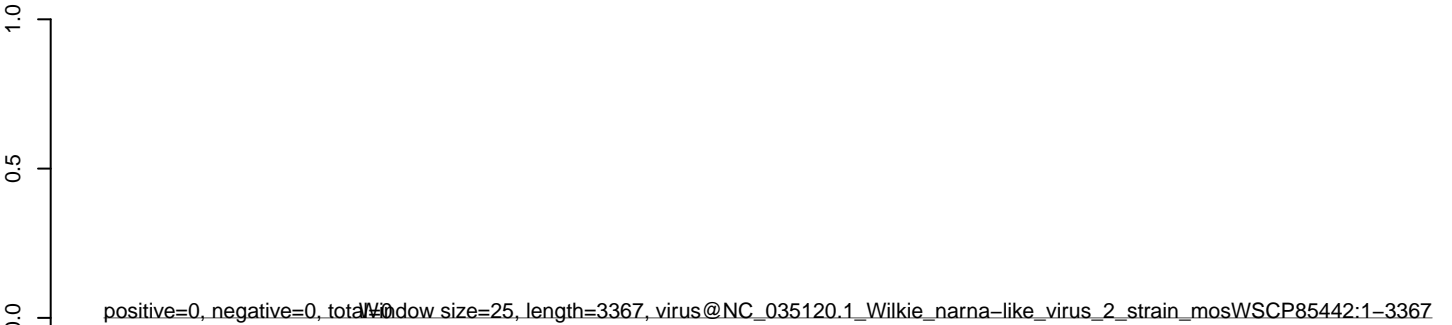 1.0
0.5
0.0
positive=0, negative=0, total=0
Window size=25, length=3367, virus@NC_035120.1_Wilkie_narna−like_virus_2_strain_mosWSCP85442:1−3367